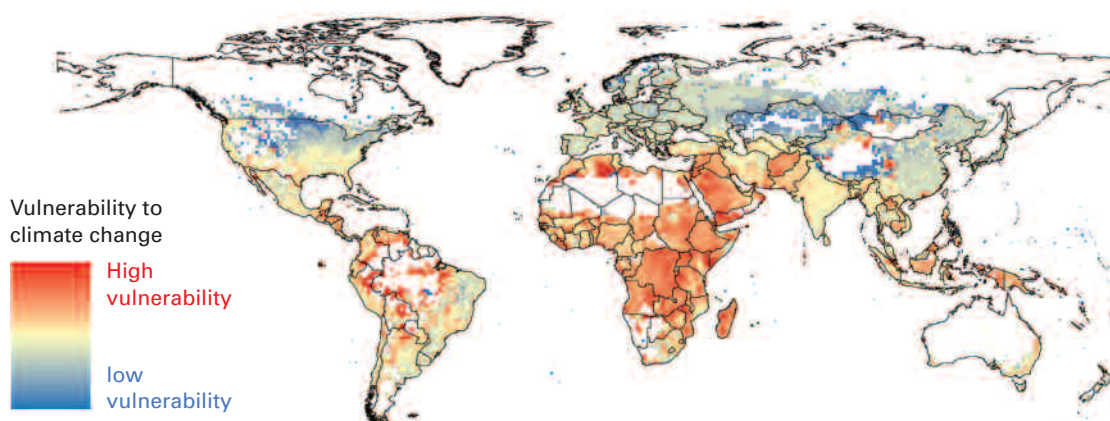 Vulnerability to
climate change
High
vulnerability
low
vulnerability